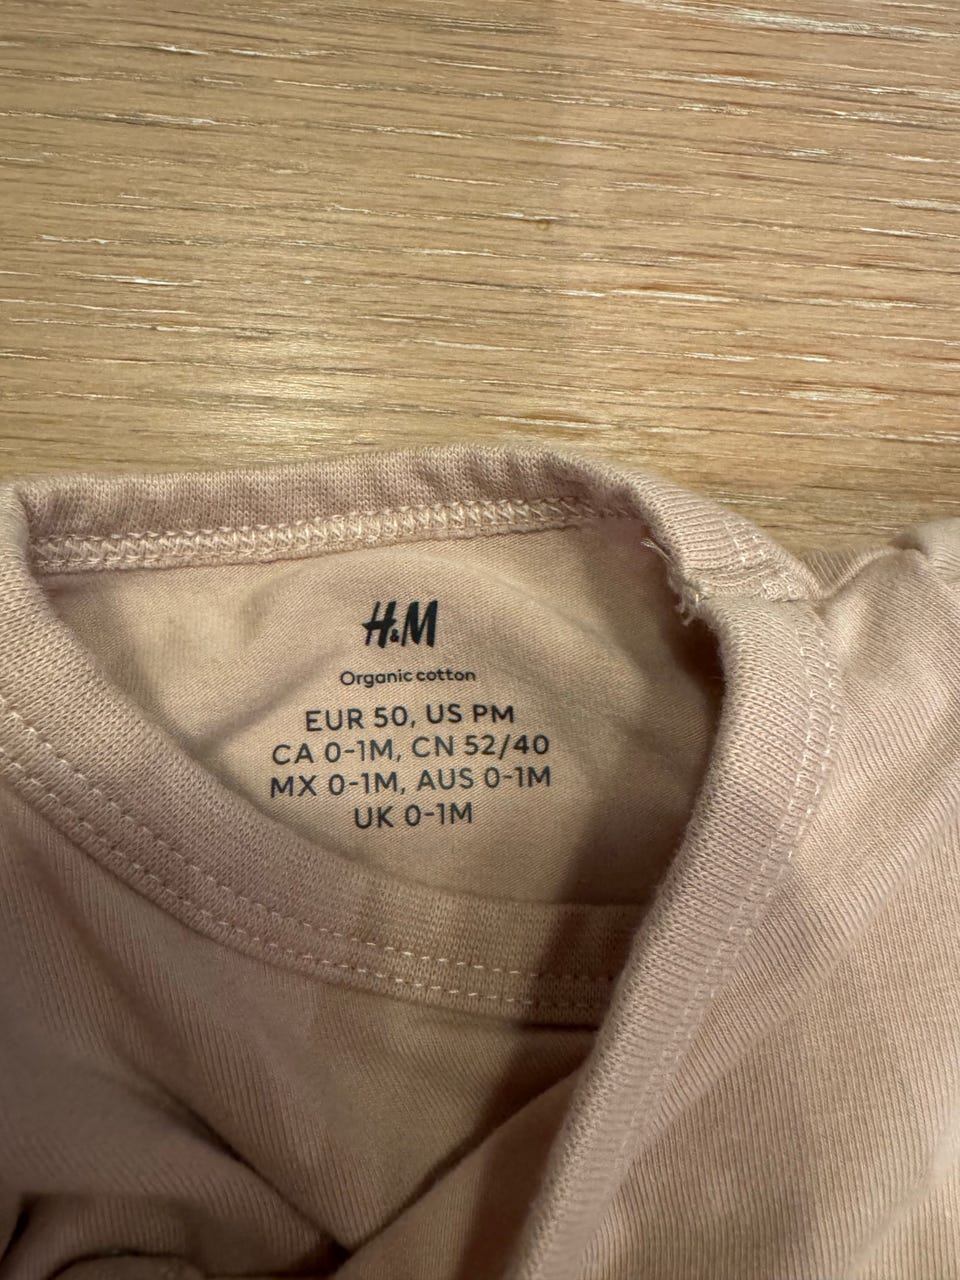 H&M
Organic cotton
EUR 50, US PM
CA 0-1M, CN 52/40
MX 0-1M, AUS 0-1M
UK 0-1M